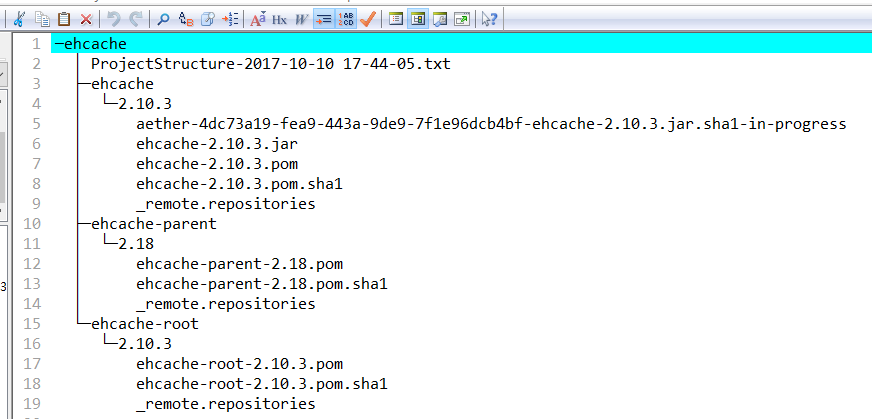 1 ehcache
2 ProjectStructure-2017-10-10 17-44-05.txt
3 ehcache
4 2.10.3
5 aether-4dc73a19-fea9-443a-9de9-7f1e96dcb4bf-ehcache-2.10.3.jar.sha1-in-progress
6 ehcache-2.10.3.jar
7 ehcache-2.10.3.pom
8 ehcache-2.10.3.pom.sha1
9 _remote.repositories
10 ehcache-parent
11 2.18
12 ehcache-parent-2.18.pom
13 ehcache-parent-2.18.pom.sha1
14 _remote.repositories
15 ehcache-root
16 2.10.3
17 ehcache-root-2.10.3.pom
18 ehcache-root-2.10.3.pom.sha1
19 _remote.repositories